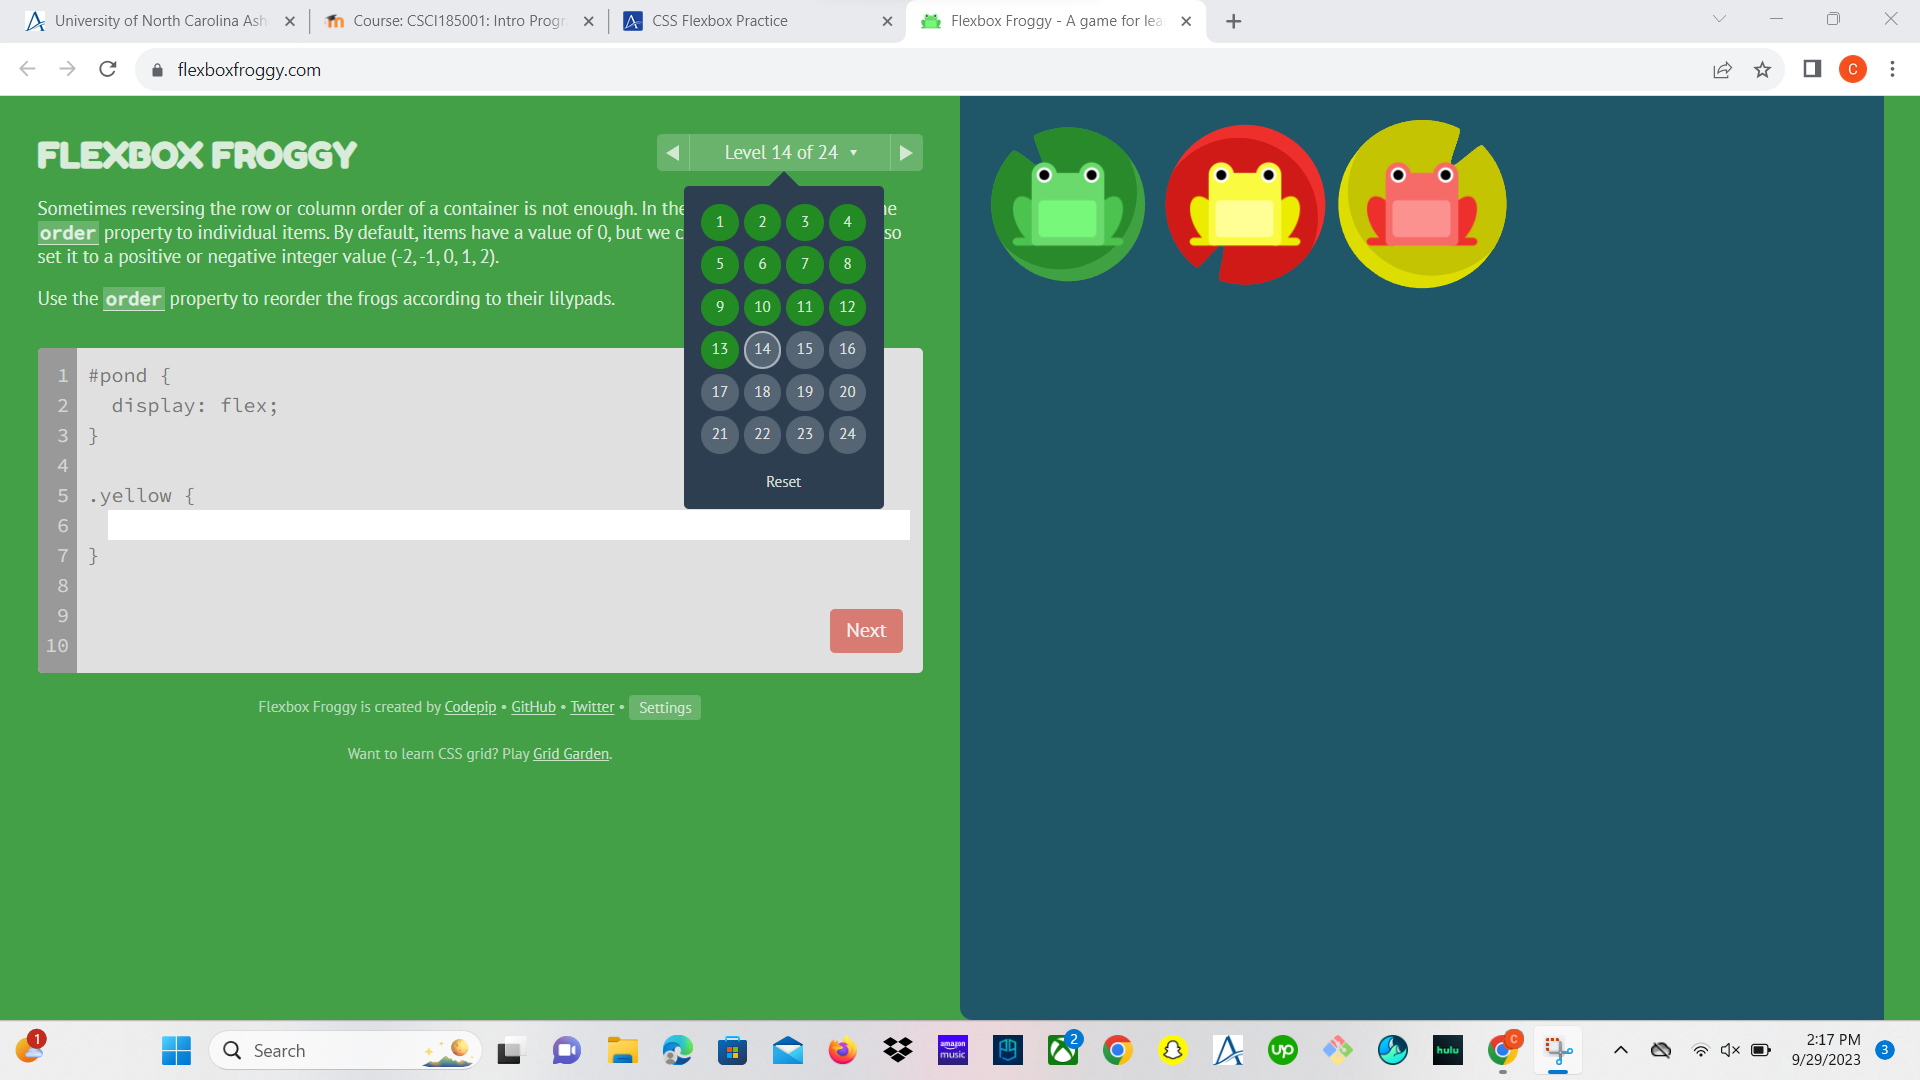 University of North Carolina Ash
Course: CSCI185001: Intro Progr
CSS Flexbox Practice
Flexbox Froggy - A game for lea
flexboxfroggy.com
C
FLEXBOX FROGGY
Level 14 of 24
Sometimes reversing the row or column order of a container is not enough. In the
order property to individual items. By default, items have a value of 0, but we c so
set it to a positive or negative integer value (-2, -1, 0, 1, 2).
Use the order property to reorder the frogs according to their lilypads.
1 2 3 4
5 6 7 8
9 10 11 12
13 14 15 16
17 18 19 20
21 22 23 24
Reset
1 #pond {
2 display: flex;
3 }
4
5 .yellow {
6
7 }
8
9
10
Next
Flexbox Froggy is created by Codepip • GitHub • Twitter • Settings
Want to learn CSS grid? Play Grid Garden.
1
Search
amazon music
2
up
hulu
C
2:17 PM
9/29/2023
3